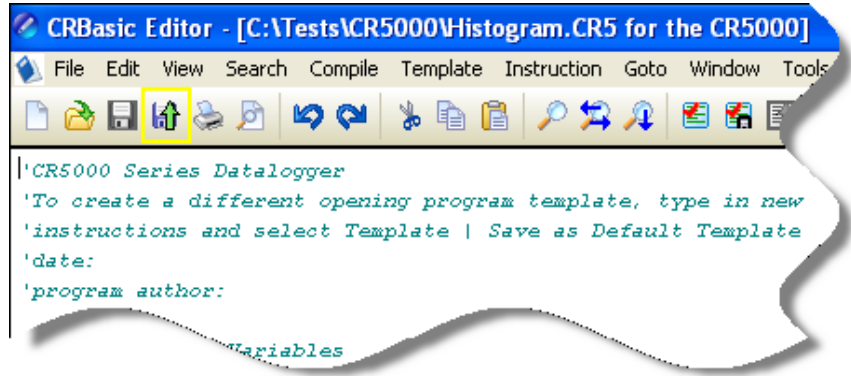 CRBasic Editor - [C:\Tests\CR5000\Histogram.CR5 for the CR5000]
File Edit View Search Compile Template Instruction Goto Window Tools
'CR5000 Series Datalogger
'To create a different opening program template, type in new
'instructions and select Template | Save as Default Template
'date:
'program author:
Variables